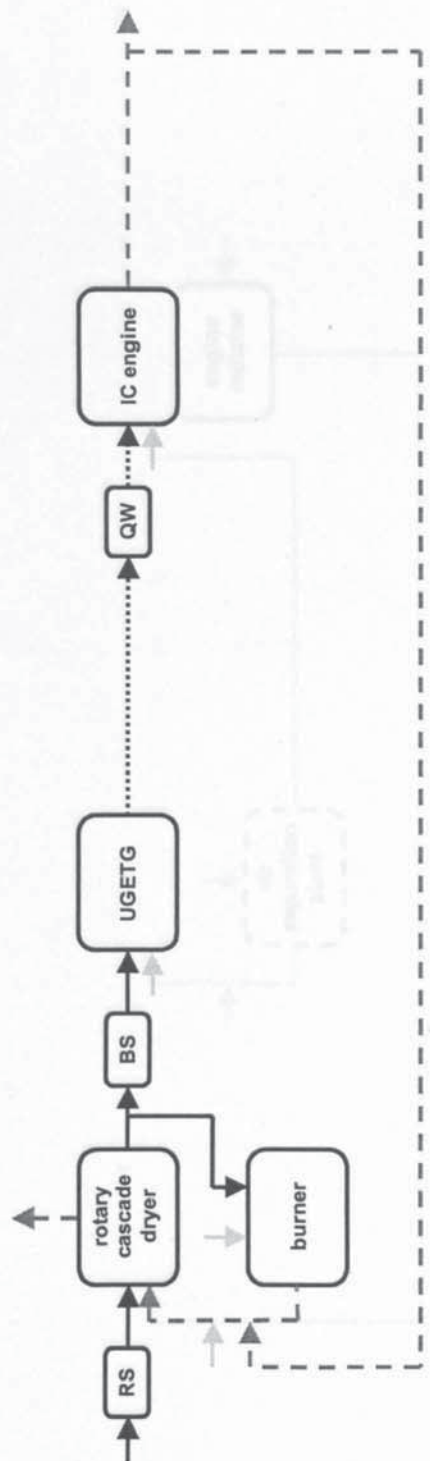 RS
rotary
cascade
dryer
burner
BS
UGETG
QW
IC engine